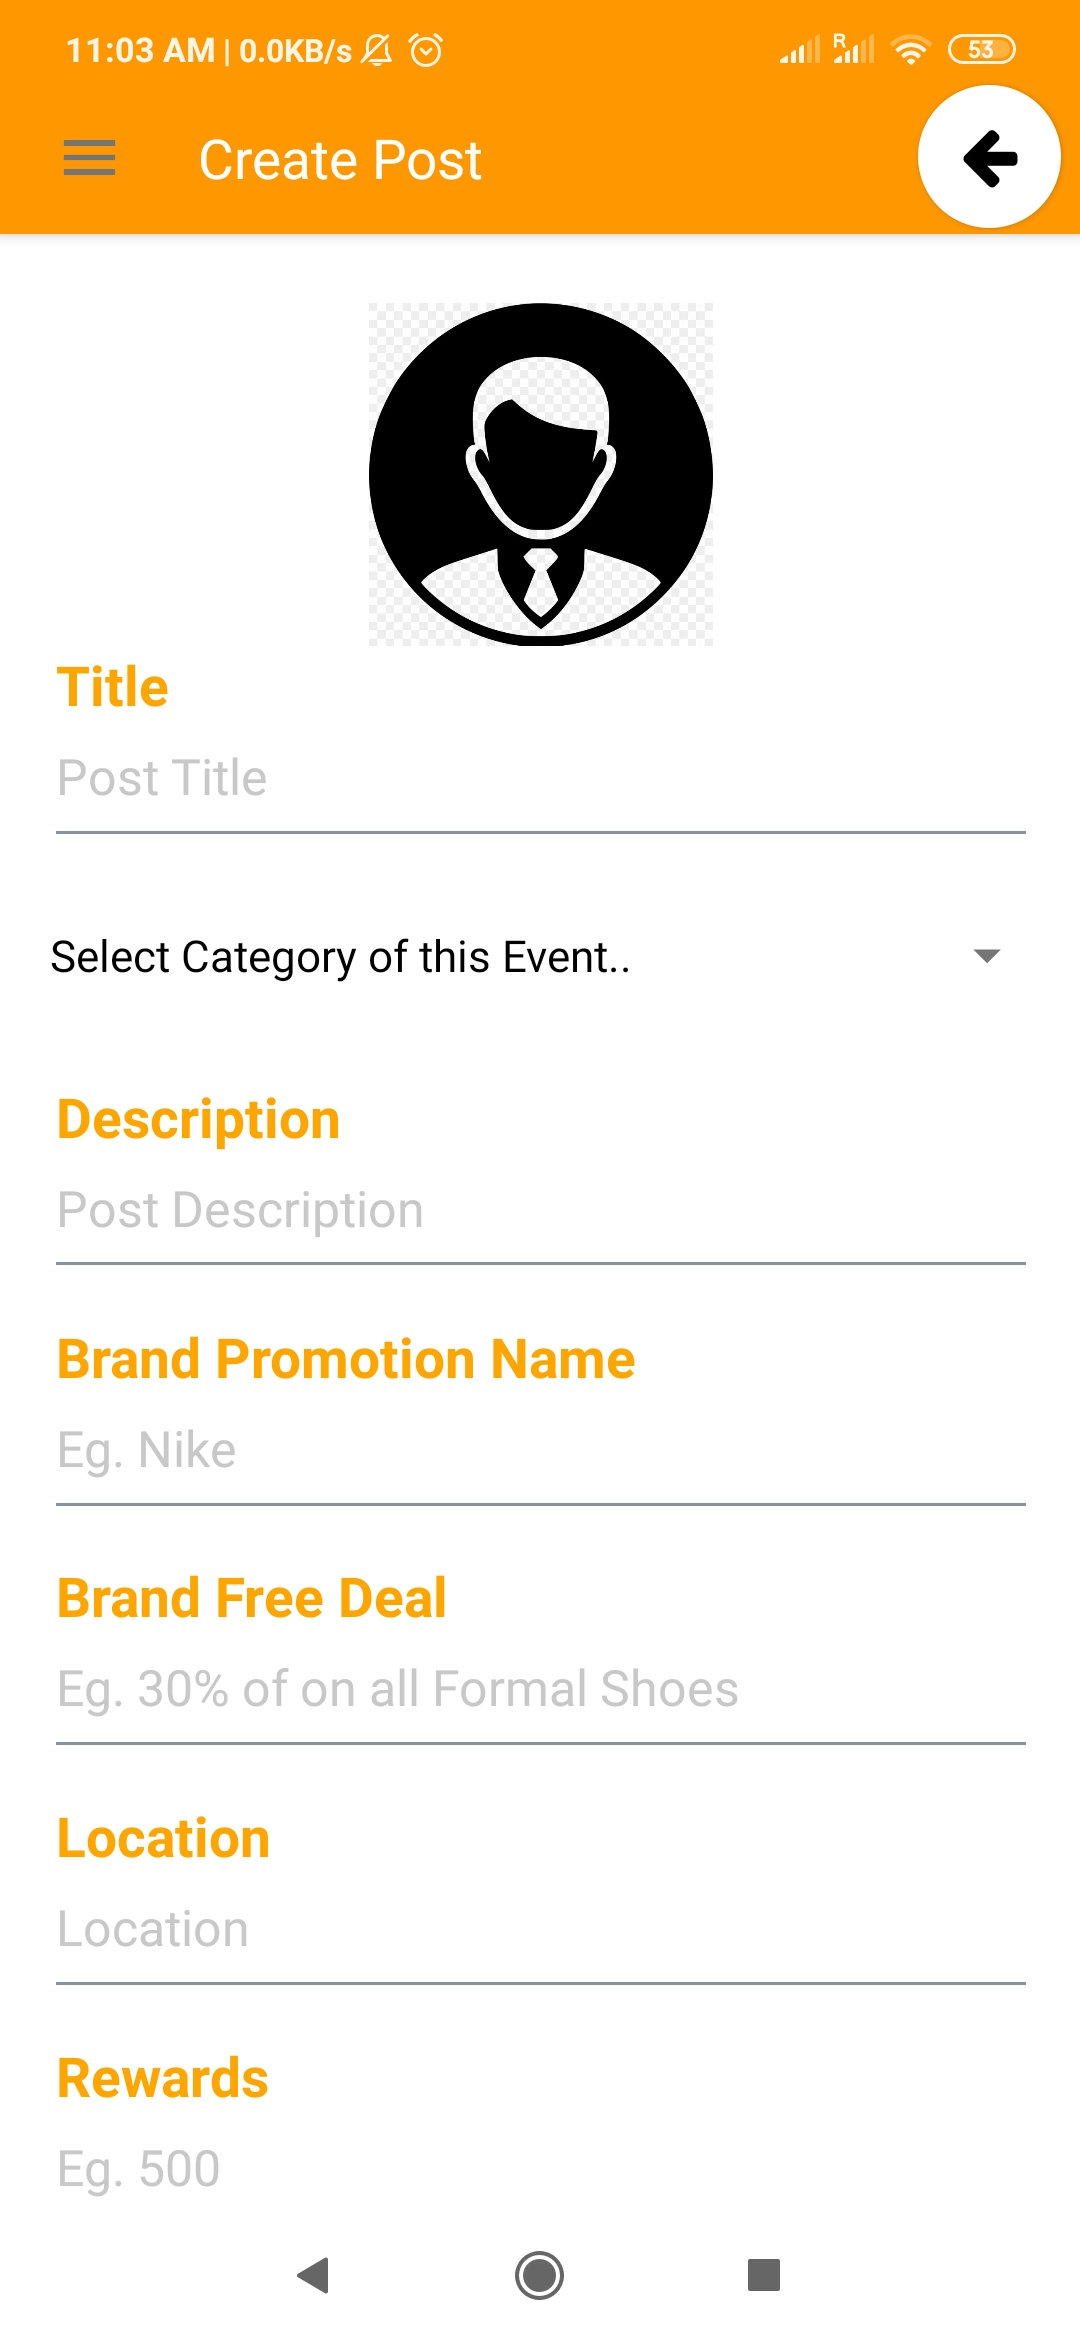 11:03 AM | 0.0KB/s
R
53
Create Post
Title
Post Title
Select Category of this Event..
Description
Post Description
Brand Promotion Name
Eg. Nike
Brand Free Deal
Eg. 30% of on all Formal Shoes
Location
Location
Rewards
Eg. 500